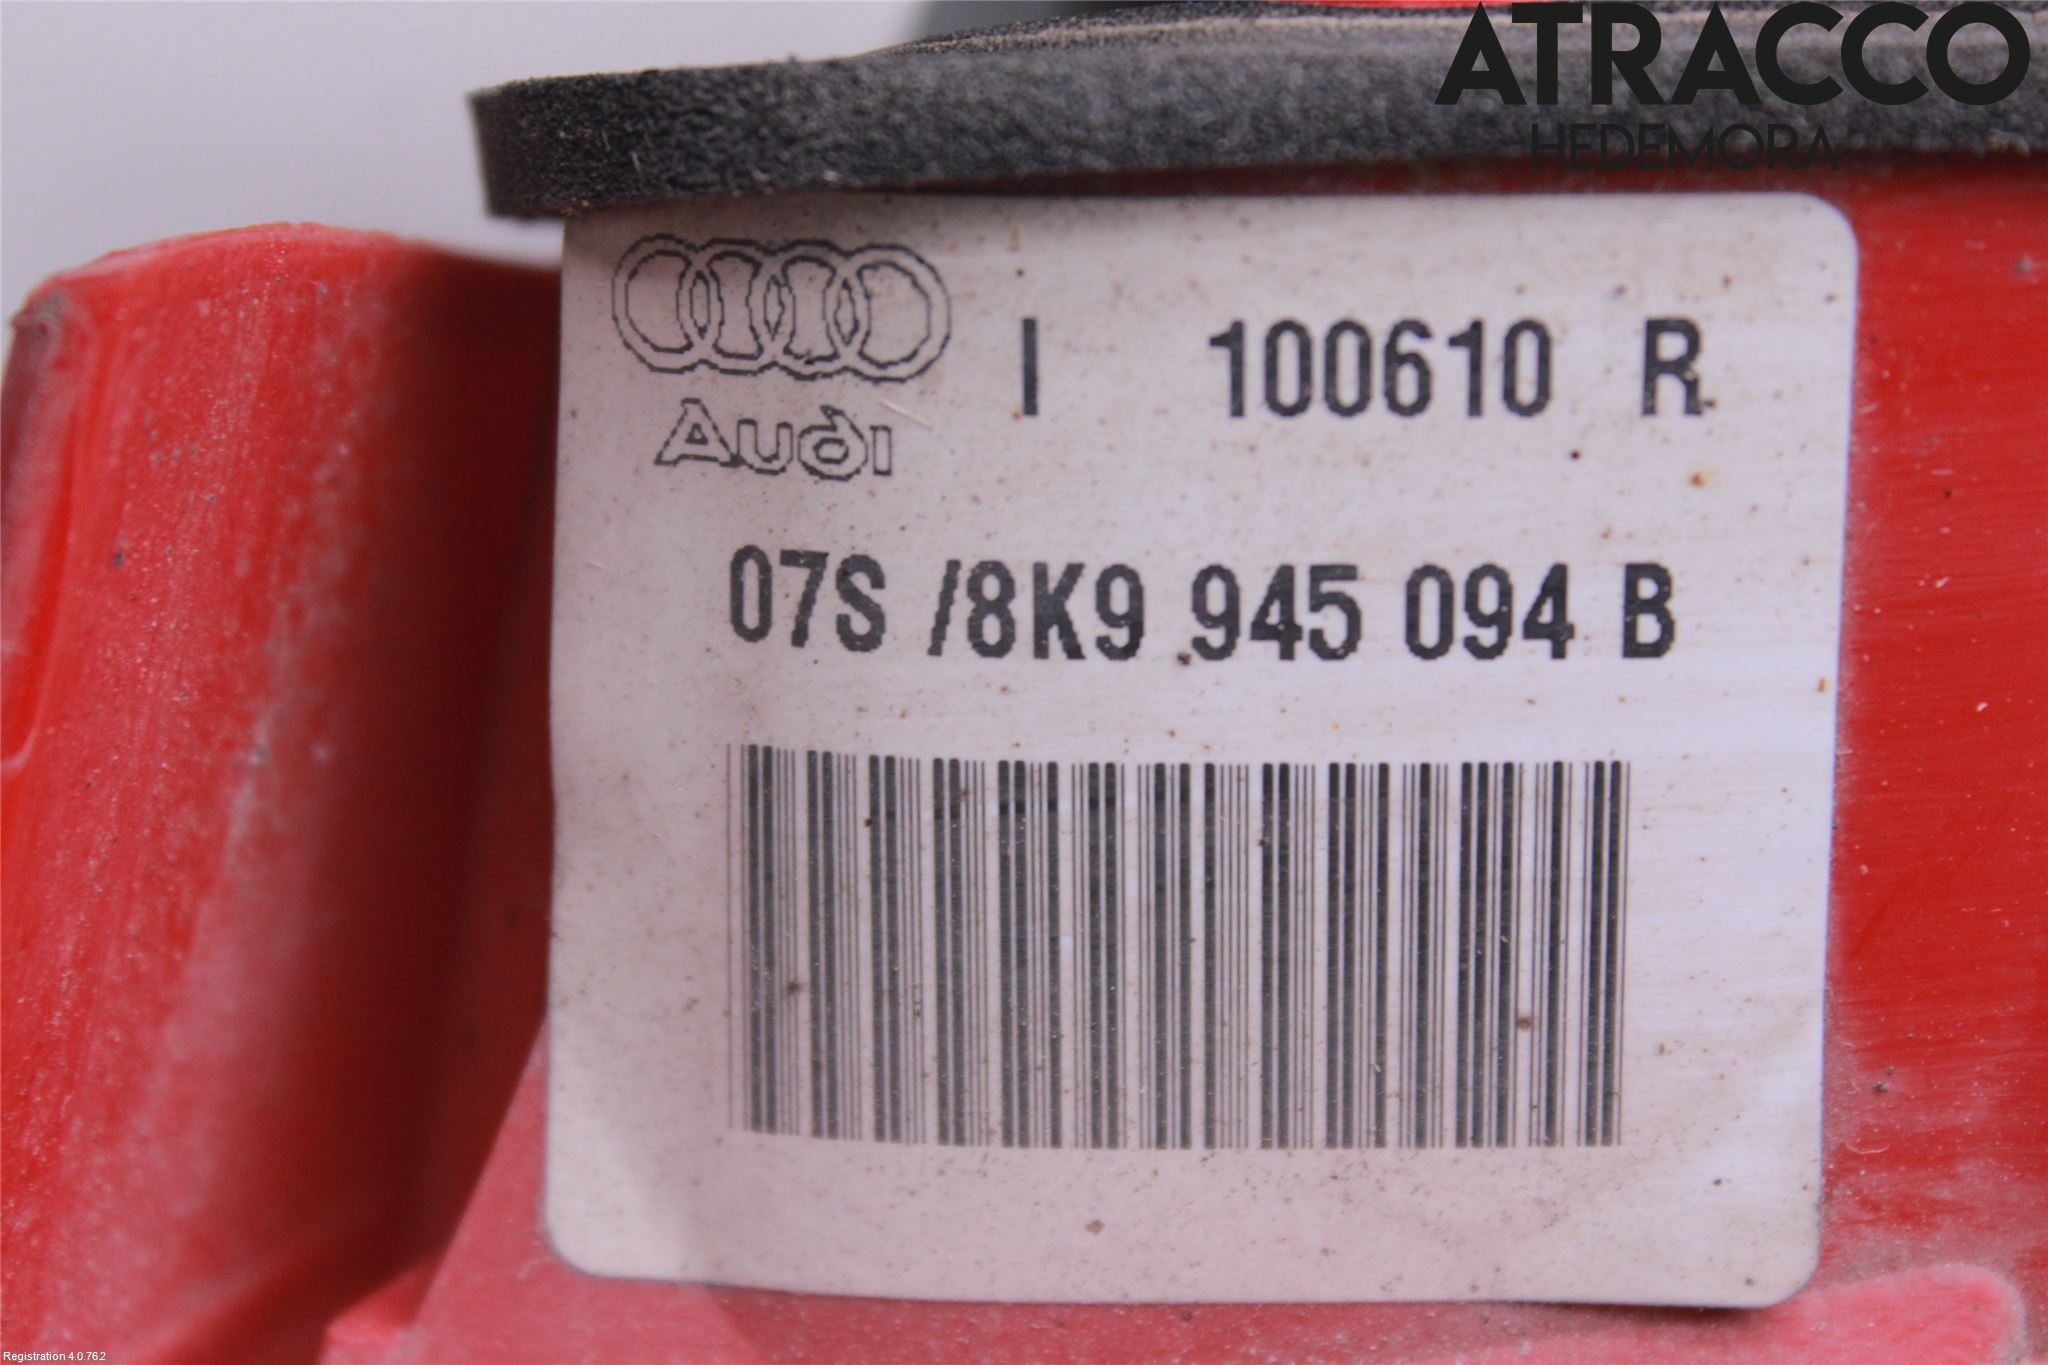 ATRACCO
HEDEMORA
I 100610 R
Audi
07S /8K9 945 094 B
Registration 4.0.762